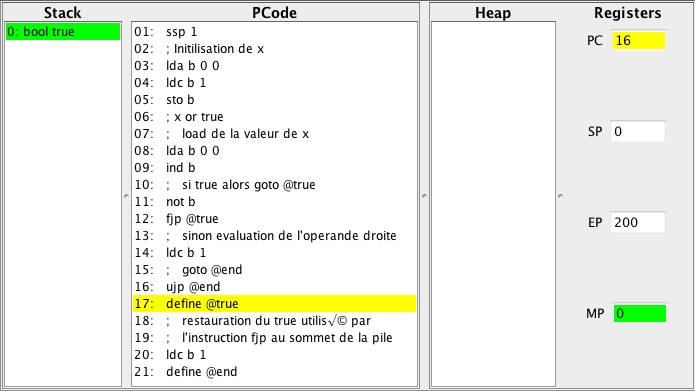 Stack
PCode
Heap
Registers
0: bool true
01: ssp 1
02: ; Initilisation de x
03: lda b 0 0
04: ldc b 1
05: sto b
06: ; x or true
07: ;   load de la valeur de x
08: lda b 0 0
09: ind b
10: ;   si true alors goto @true
11: not b
12: fjp @true
13: ;   sinon evaluation de l'operande droite
14: ldc b 1
15: ;   goto @end
16: ujp @end
17: define @true
18: ;   restauration du true utilis√© par
19: ;   l'instruction fjp au sommet de la pile
20: ldc b 1
21: define @end
PC 16
SP 0
EP 200
MP 0